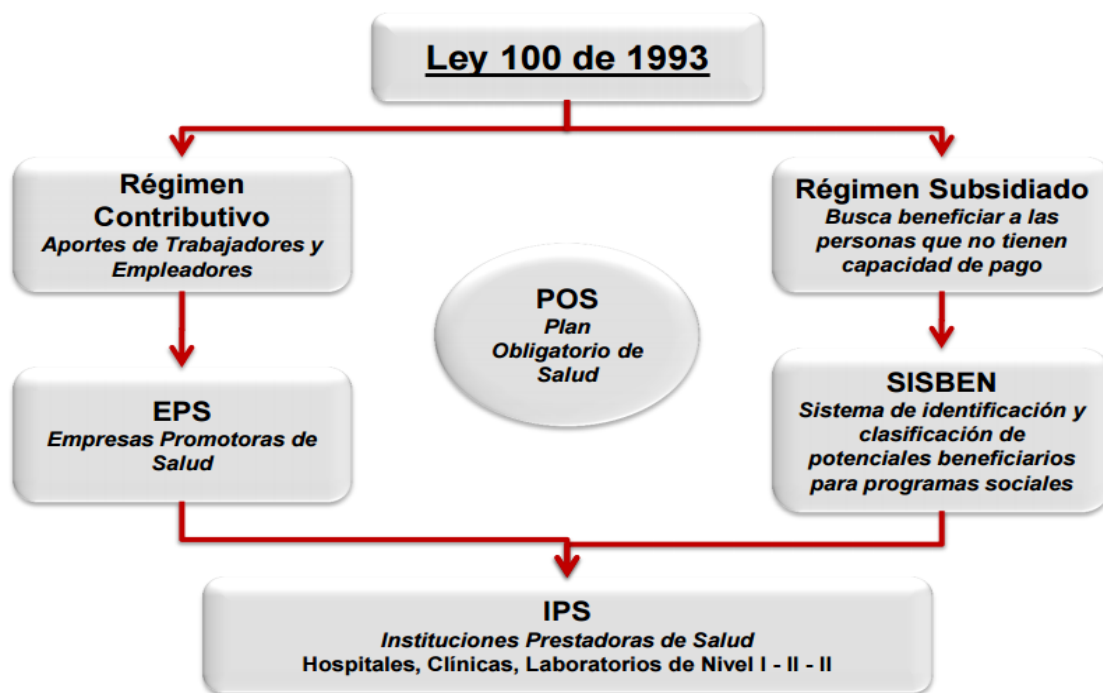 Ley 100 de 1993
Régimen
Contributivo
Aportes de Trabajadores y
Empleadores
Régimen Subsidiado
Busca beneficiar a las
personas que no tienen
capacidad de pago
POS
Plan
Obligatorio de
Salud
EPS
Empresas Promotoras de
Salud
SISBEN
Sistema de identificación y
clasificación de
potenciales beneficiarios
para programas sociales
IPS
Instituciones Prestadoras de Salud
Hospitales, Clínicas, Laboratorios de Nivel I - II - II